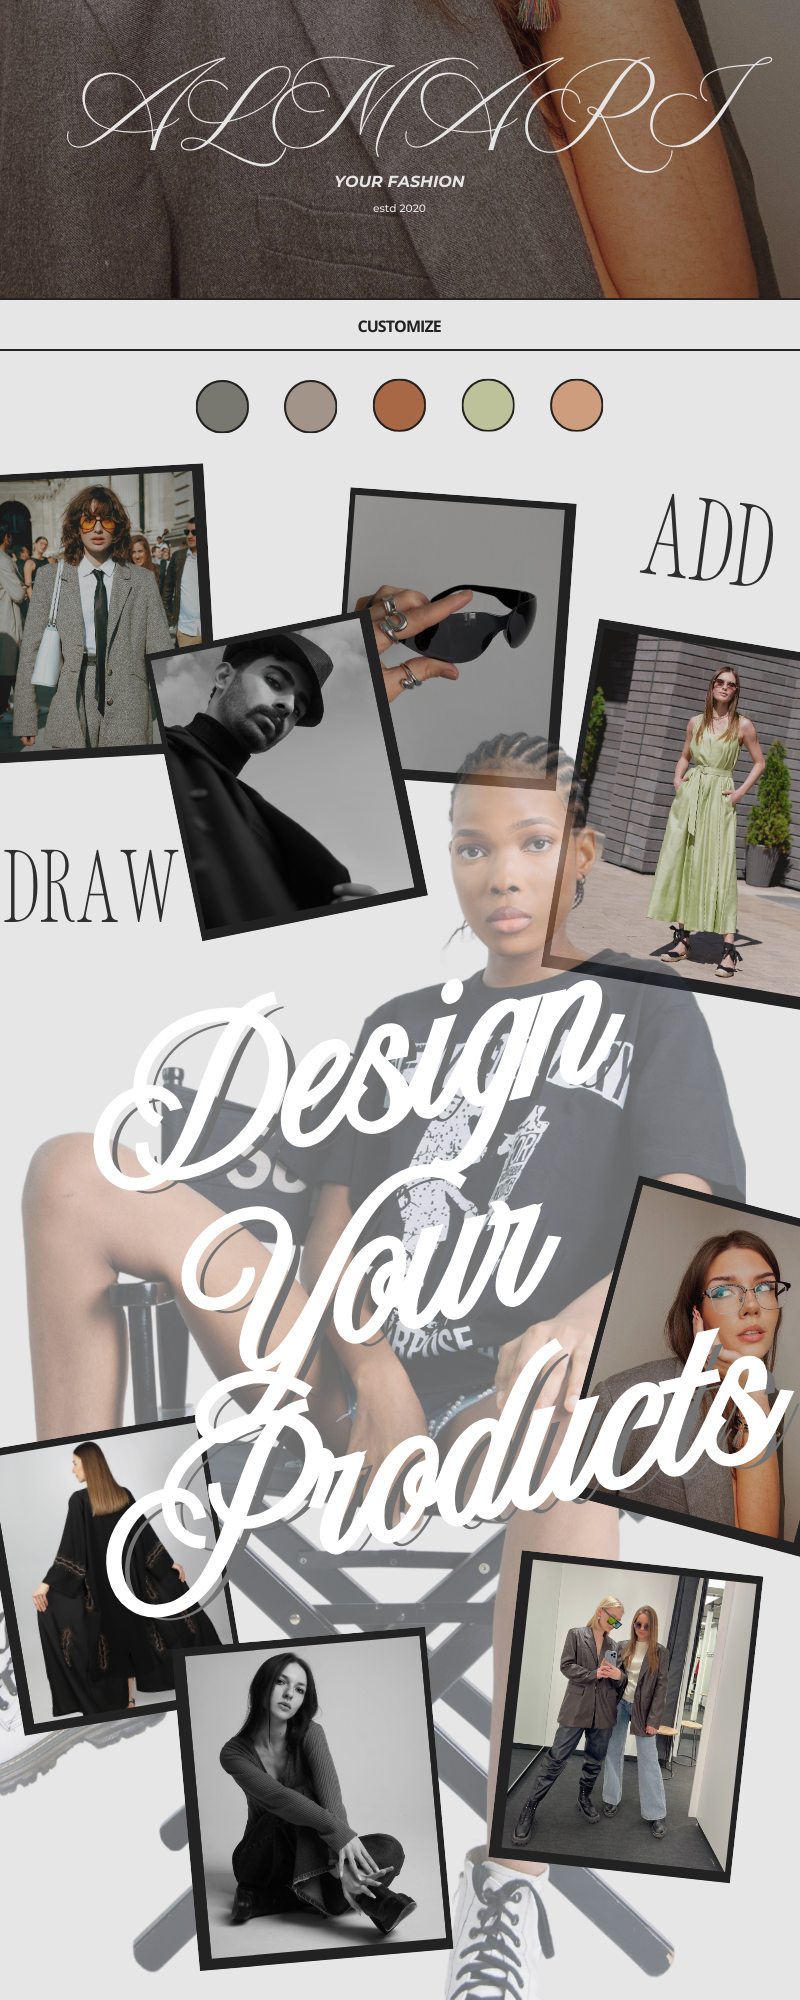 ALMARI
YOUR FASHION
estd 2020
CUSTOMIZE
ADD
DRAW
Design
Your
Products